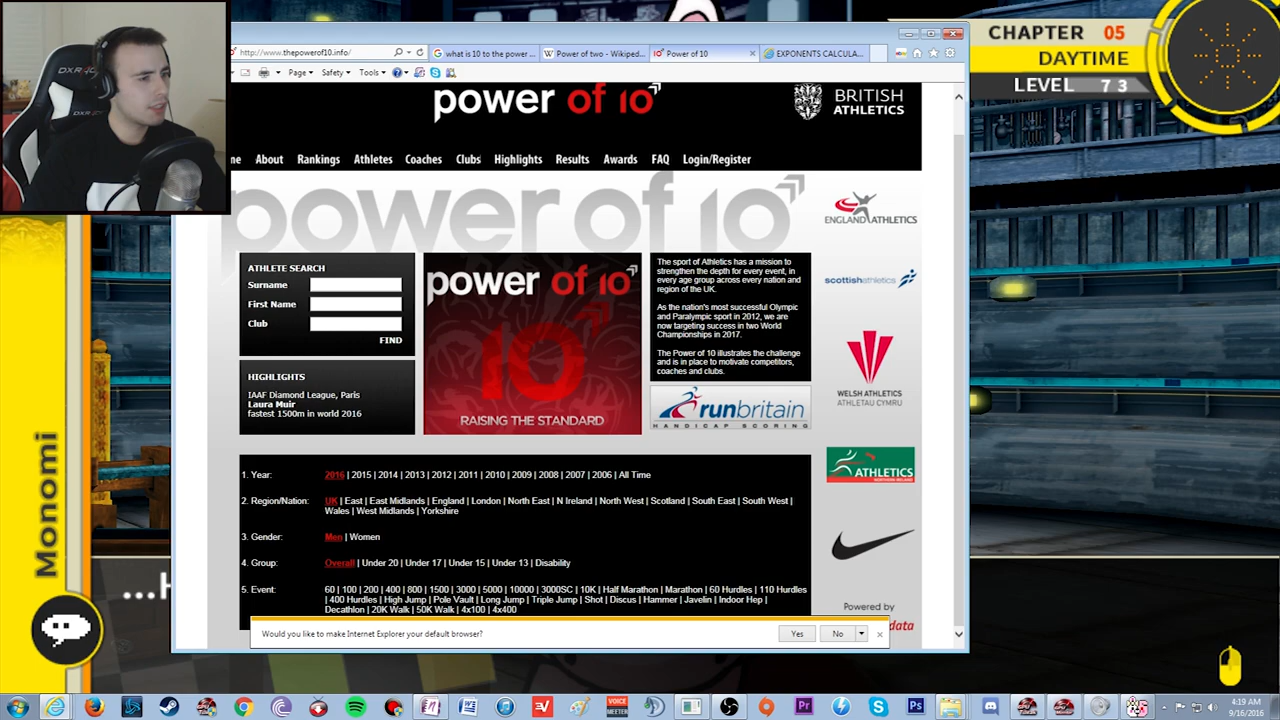 DXRACER
http://www.thepowerof10.info/
what is 10 to the power ...
Power of two - Wikiped...
Power of 10
EXPONENTS CALCULA...
Page
Safety
Tools
power of 10
BRITISH
ATHLETICS
About
Rankings
Athletes
Coaches
Clubs
Highlights
Results
Awards
FAQ
Login/Register
power of 10
ENGLAND ATHLETICS
ATHLETE SEARCH
Surname
First Name
Club
FIND
HIGHLIGHTS
IAAF Diamond League, Paris
Laura Muir
fastest 1500m in world 2016
power of 10
10
RAISING THE STANDARD
The sport of Athletics has a mission to
strengthen the depth for every event, in
every age group across every nation and
region of the UK.
As the nation's most successful Olympic
and Paralympic sport in 2012, we are
now targeting success in two World
Championships in 2017.
The Power of 10 illustrates the challenge
and is in place to motivate competitors,
coaches and clubs.
runbritain
HANDICAP SCORING
scottishathletics
WELSH ATHLETICS
ATHLETAU CYMRU
ATHLETICS
NORTHERN IRELAND
1. Year: 2016 | 2015 | 2014 | 2013 | 2012 | 2011 | 2010 | 2009 | 2008 | 2007 | 2006 | All Time
2. Region/Nation: UK | East | East Midlands | England | London | North East | N Ireland | North West | Scotland | South East | South West |
Wales | West Midlands | Yorkshire
3. Gender: Men | Women
4. Group: Overall | Under 20 | Under 17 | Under 15 | Under 13 | Disability
5. Event: 60 | 100 | 200 | 400 | 800 | 1500 | 3000 | 5000 | 10000 | 3000SC | 10K | Half Marathon | Marathon | 60 Hurdles | 110 Hurdles
| 400 Hurdles | High Jump | Pole Vault | Long Jump | Triple Jump | Shot | Discus | Hammer | Javelin | Indoor Hep |
Decathlon | 20K Walk | 50K Walk | 4x100 | 4x400
Powered by
data
Would you like to make Internet Explorer your default browser?
Yes
No
CHAPTER 05
DAYTIME
LEVEL 73
Monomi
VOICE
MEETER
Pr
Ps
4:19 AM
9/16/2016